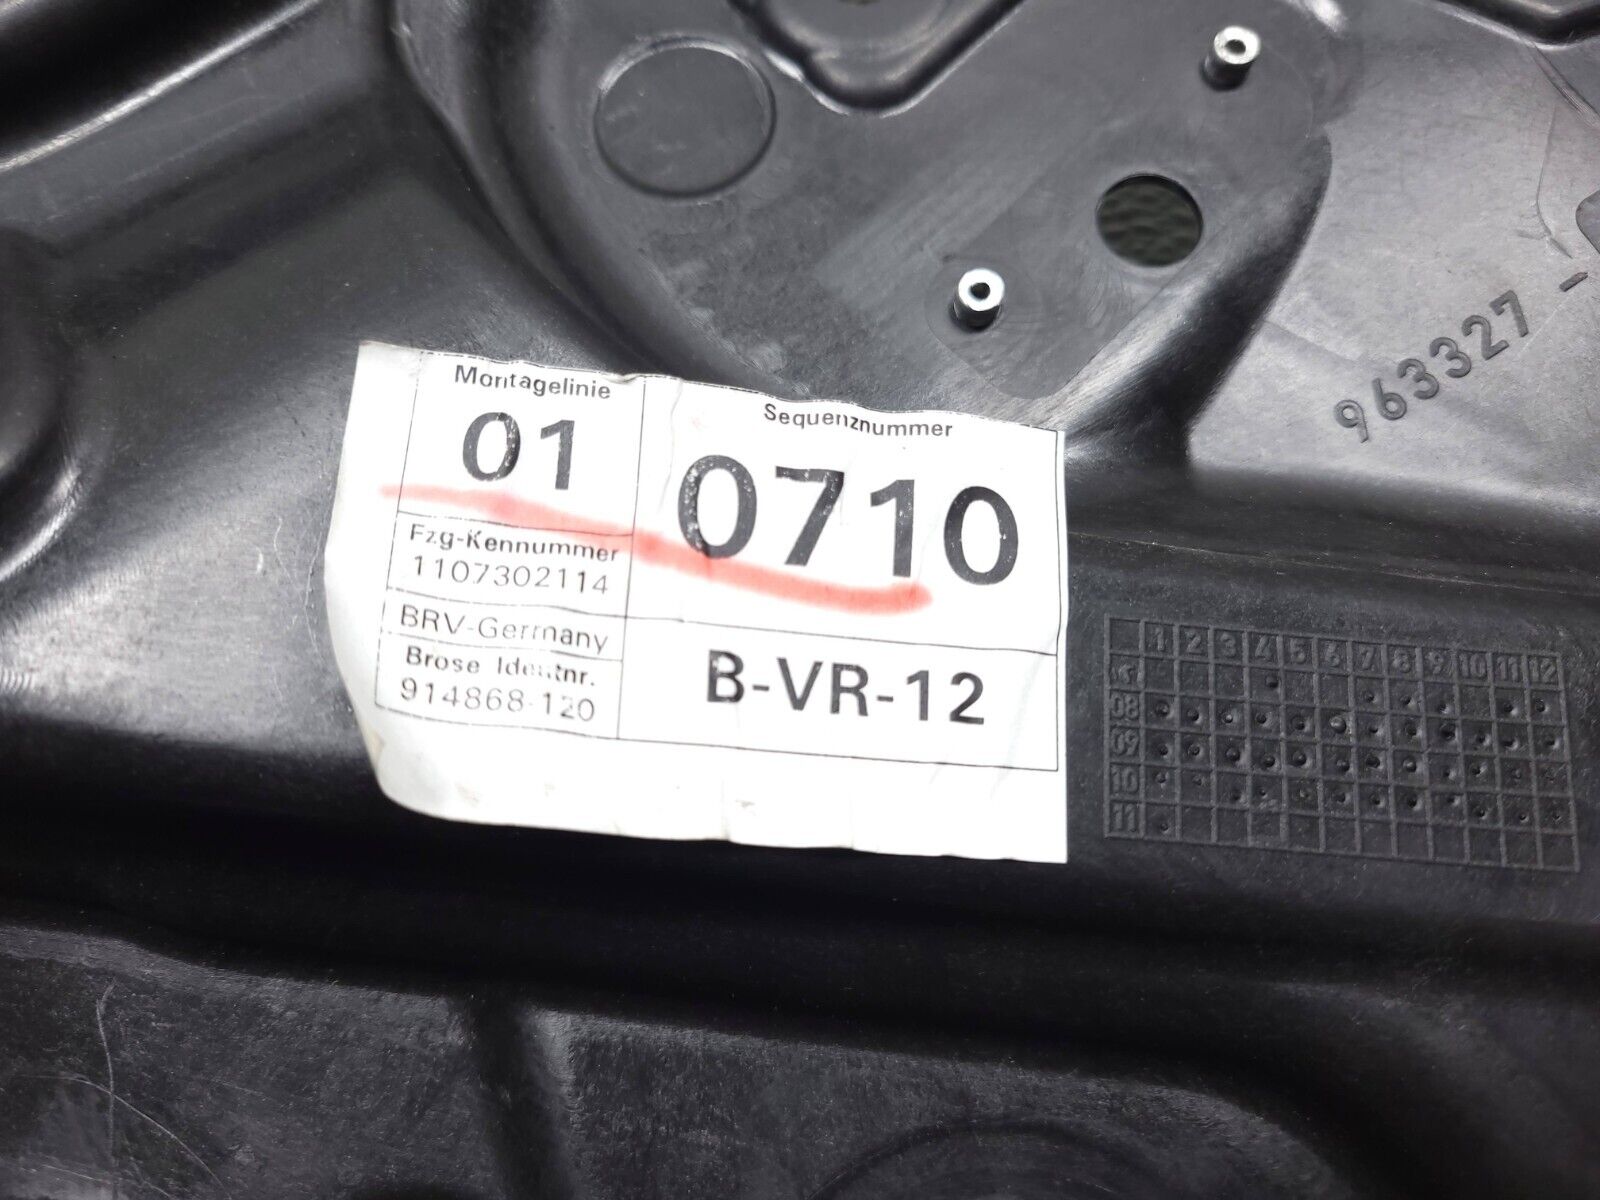 963327 -
Montagelinie
01
Sequenznummer
0710
Fzg-Kennummer
1107302114
BRV-Germany
Brose Identnr.
914868-120
B-VR-12
1 2 3 4 5 6 7 8 9 10 11 12
08
09
10
11